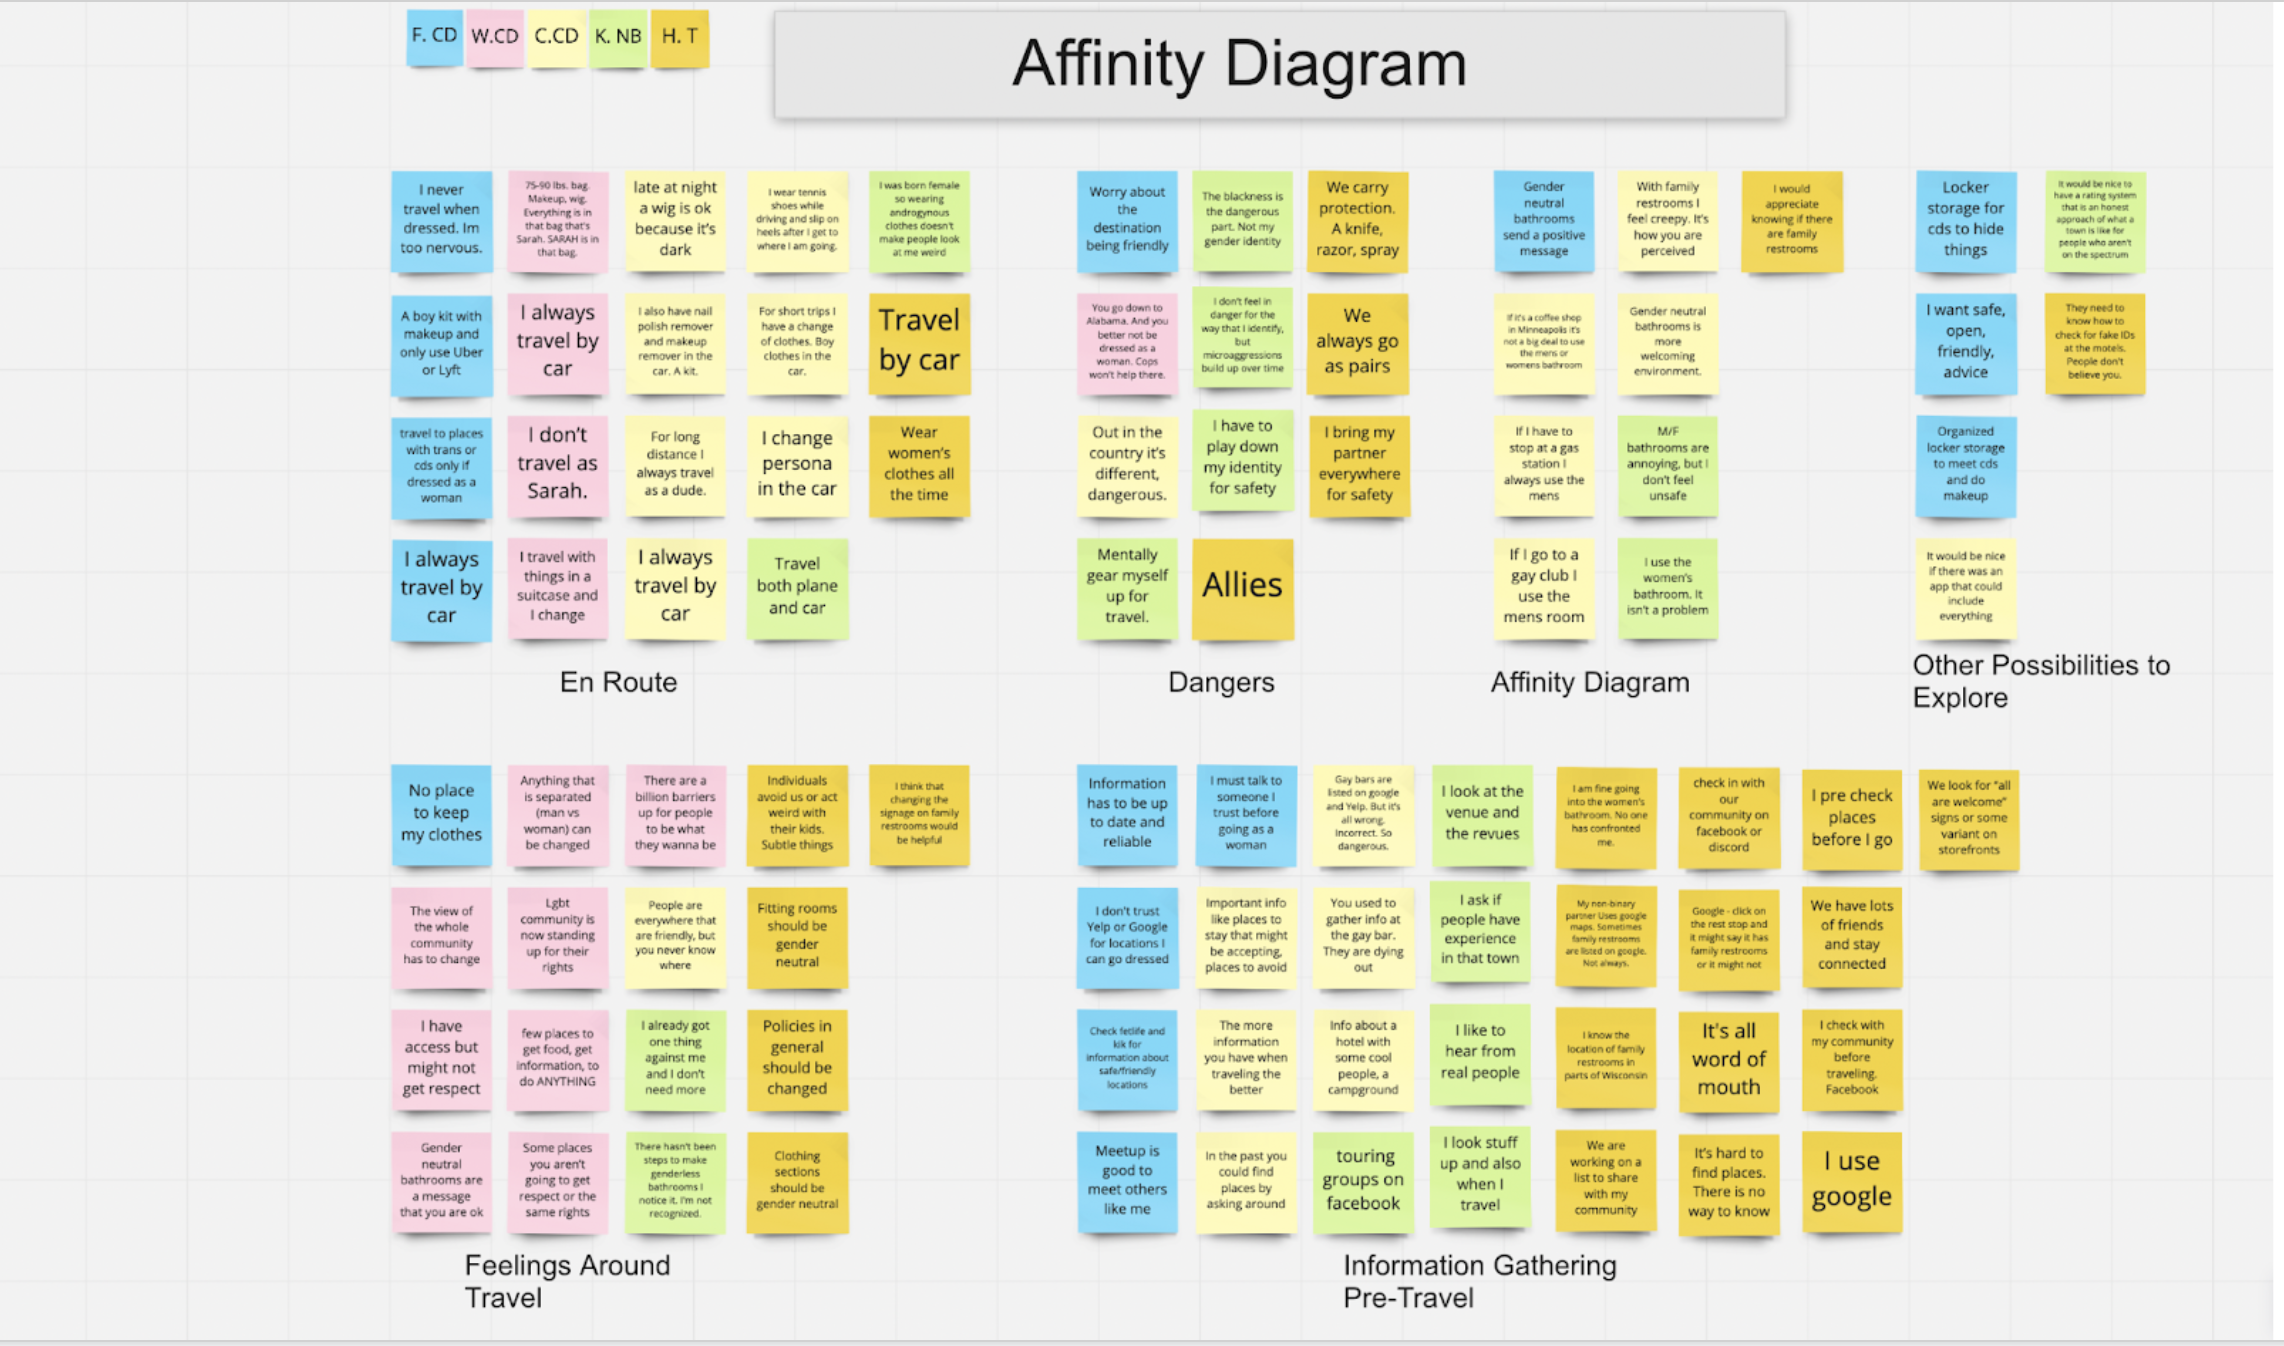 F. CD
W.CD
C.CD
K. NB
H. T
Affinity Diagram
I never
travel when
dressed. Im
too nervous.
75-90 lbs. bag.
Makeup, wig.
Everything is in
that bag that's
Sarah. SARAH is in
that bag.
late at night
a wig is ok
because it's
dark
I wear tennis
shoes while
driving and slip on
heels after I get to
where I am going.
I was born female
so wearing
androgynous
clothes doesn't
make people look
at me weird
A boy kit with
makeup and
only use Uber
or Lyft
I always
travel by
car
I also have nail
polish remover
and makeup
remover in the
car. A kit.
For short trips I
have a change
of clothes. Boy
clothes in the
car.
Travel
by car
travel to places
with trans or
cds only if
dressed as a
woman
I don't
travel as
Sarah.
For long
distance I
always travel
as a dude.
I change
persona
in the car
Wear
women's
clothes all
the time
I always
travel by
car
I travel with
things in a
suitcase and
I change
I always
travel by
car
Travel
both plane
and car
En Route
Worry about
the
destination
being friendly
The blackness is
the dangerous
part. Not my
gender identity
We carry
protection.
A knife,
razor, spray
You go down to
Alabama. And you
better not be
dressed as a
woman. Cops
won't help there.
I don't feel in
danger for the
way that I identify,
but
microaggressions
build up over time
We
always go
as pairs
Out in the
country it's
different,
dangerous.
I have to
play down
my identity
for safety
I bring my
partner
everywhere
for safety
Mentally
gear myself
up for
travel.
Allies
Dangers
Gender
neutral
bathrooms
send a positive
message
With family
restrooms I
feel creepy. It's
how you are
perceived
I would
appreciate
knowing if there
are family
restrooms
If it's a coffee shop
in Minneapolis it's
not a big deal to use
the mens or
womens bathroom
Gender neutral
bathrooms is
more
welcoming
environment.
If I have to
stop at a gas
station I
always use the
mens
M/F
bathrooms are
annoying, but I
don't feel
unsafe
If I go to a
gay club I
use the
mens room
I use the
women's
bathroom. It
isn't a problem
Affinity Diagram
Locker
storage for
cds to hide
things
It would be nice to
have a rating system
that is an honest
approach of what a
town is like for
people who aren't
on the spectrum
I want safe,
open,
friendly,
advice
They need to
know how to
check for fake IDs
at the motels.
People don't
believe you.
Organized
locker storage
to meet cds
and do
makeup
It would be nice
if there was an
app that could
include
everything
Other Possibilities to
Explore
No place
to keep
my clothes
Anything that
is separated
(man vs
woman) can
be changed
There are a
billion barriers
up for people
to be what
they wanna be
Individuals
avoid us or act
weird with
their kids.
Subtle things
I think that
changing the
signage on family
restrooms would
be helpful
The view of
the whole
community
has to change
Lgbt
community is
now standing
up for their
rights
People are
everywhere that
are friendly, but
you never know
where
Fitting rooms
should be
gender
neutral
I have
access but
might not
get respect
few places to
get food, get
information, to
do ANYTHING
I already got
one thing
against me
and I don't
need more
Policies in
general
should be
changed
Gender
neutral
bathrooms are
a message
that you are ok
Some places
you aren't
going to get
respect or the
same rights
There hasn't been
steps to make
genderless
bathrooms I
notice it. I'm not
recognized.
Clothing
sections
should be
gender neutral
Feelings Around
Travel
Information
has to be up
to date and
reliable
I must talk to
someone I
trust before
going as a
woman
Gay bars are
listed on google
and Yelp. But it's
all wrong.
Incorrect. So
dangerous.
I look at the
venue and
the revues
I am fine going
into the women's
bathroom. No one
has confronted
me.
check in with
our
community on
facebook or
discord
I pre check
places
before I go
We look for "all
are welcome"
signs or some
variant on
storefronts
I don't trust
Yelp or Google
for locations I
can go dressed
Important info
like places to
stay that might
be accepting,
places to avoid
You used to
gather info at
the gay bar.
They are dying
out
I ask if
people have
experience
in that town
My non-binary
partner Uses google
maps. Sometimes
family restrooms
are listed on google.
Not always.
Google - click on
the rest stop and
it might say it has
family restrooms
or it might not
We have lots
of friends
and stay
connected
Check fetlife and
kik for
information about
safe/friendly
locations
The more
information
you have when
traveling the
better
Info about a
hotel with
some cool
people, a
campground
I like to
hear from
real people
I know the
location of family
restrooms in
parts of Wisconsin
It's all
word of
mouth
I check with
my community
before
traveling.
Facebook
Meetup is
good to
meet others
like me
In the past you
could find
places by
asking around
touring
groups on
facebook
I look stuff
up and also
when I
travel
We are
working on a
list to share
with my
community
It's hard to
find places.
There is no
way to know
I use
google
Information Gathering
Pre-Travel